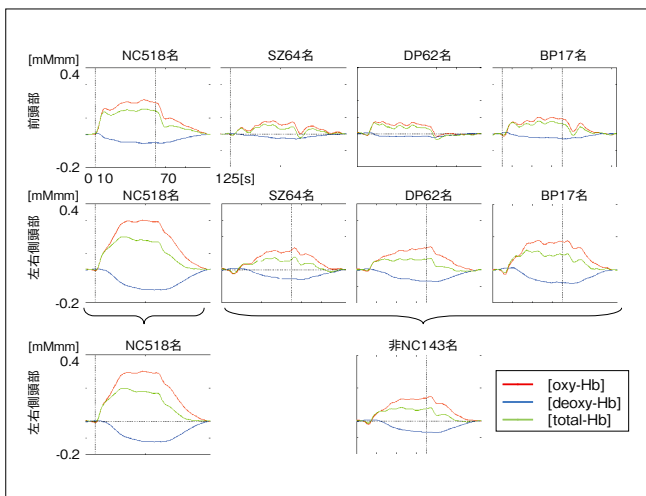 [mMmm] NC518名 SZ64名 DP62名 BP17名
0.4
前頭部
-0.2
0 10 70 125[s]
[mMmm] NC518名 SZ64名 DP62名 BP17名
0.4
左右側頭部
-0.2
[mMmm] NC518名 非NC143名
0.4
左右側頭部
-0.2
[oxy-Hb]
[deoxy-Hb]
[total-Hb]